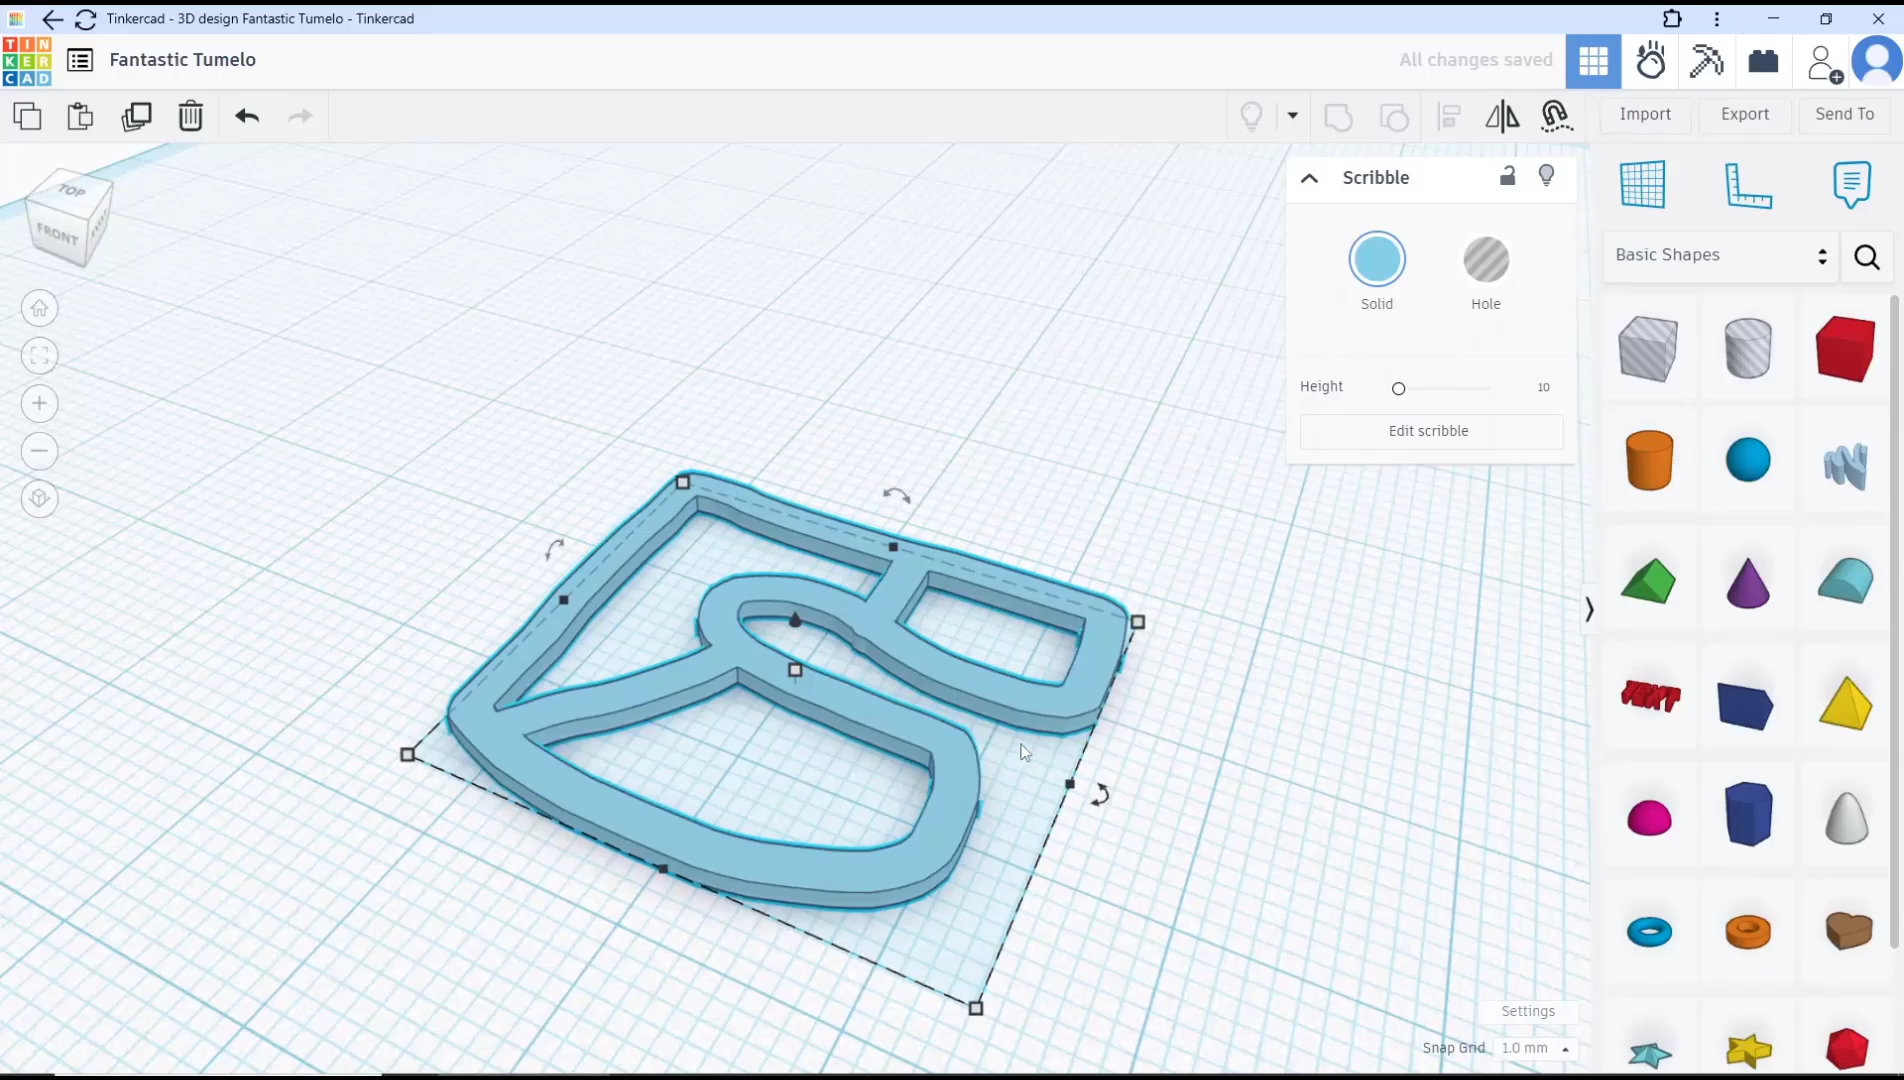 Tinkercad - 3D design Fantastic Tumelo - Tinkercad
TIN
KER
CAD
Fantastic Tumelo
All changes saved
Import
Export
Send To
TOP
FRONT
Scribble
Solid
Hole
Height
10
Edit scribble
Basic Shapes
TEXT
Settings
Snap Grid
1.0 mm